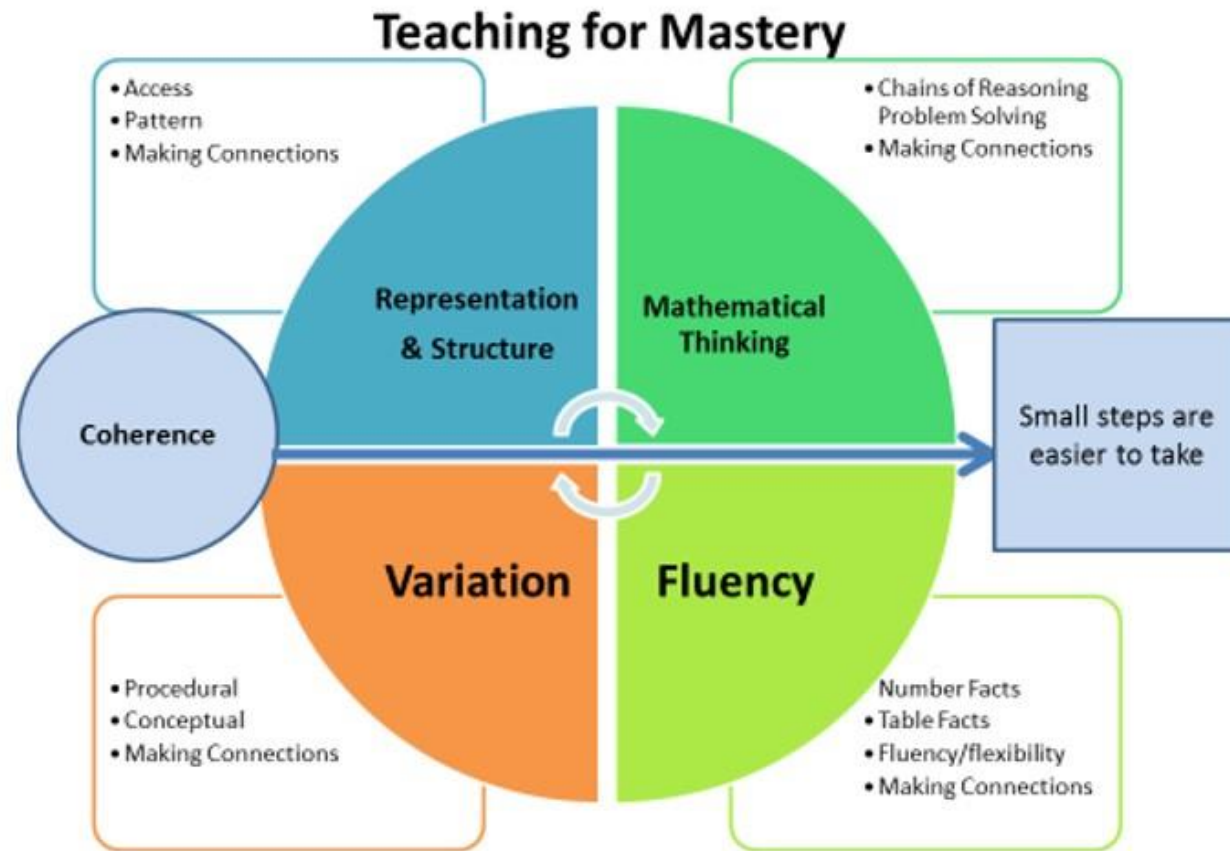 Teaching for Mastery
• Access
• Pattern
• Making Connections
• Chains of Reasoning
Problem Solving
• Making Connections
Representation
& Structure
Mathematical
Thinking
Coherence
Small steps are
easier to take
Variation
Fluency
• Procedural
• Conceptual
• Making Connections
Number Facts
• Table Facts
• Fluency/flexibility
• Making Connections